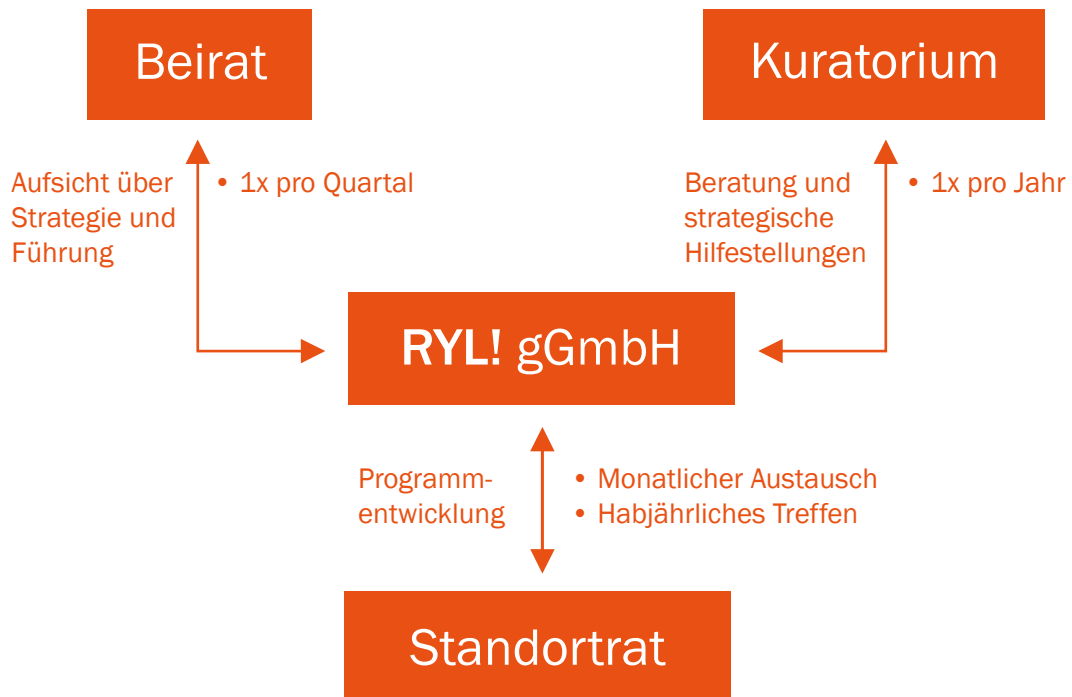 Beirat
Kuratorium
Aufsicht über
Strategie und
Führung
• 1x pro Quartal
Beratung und
strategische
Hilfestellungen
• 1x pro Jahr
RYL! gGmbH
Programm-
entwicklung
• Monatlicher Austausch
• Habjährliches Treffen
Standortrat